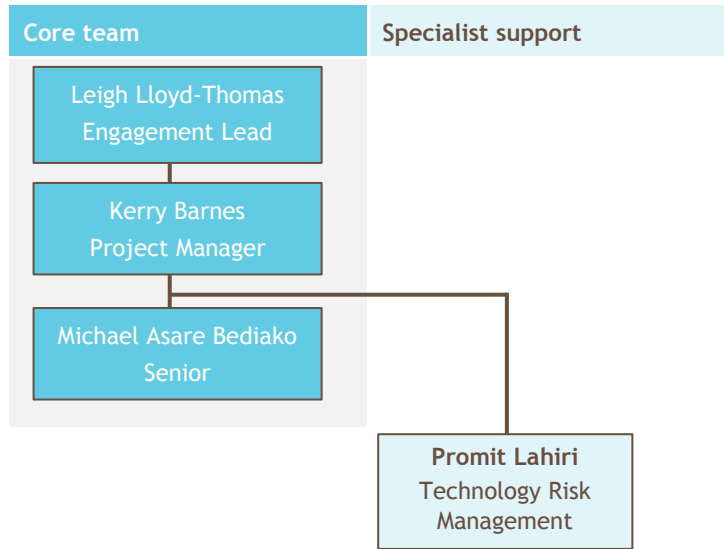 Core team
Specialist support
Leigh Lloyd-Thomas
Engagement Lead
Kerry Barnes
Project Manager
Michael Asare Bediako
Senior
Promit Lahiri
Technology Risk
Management